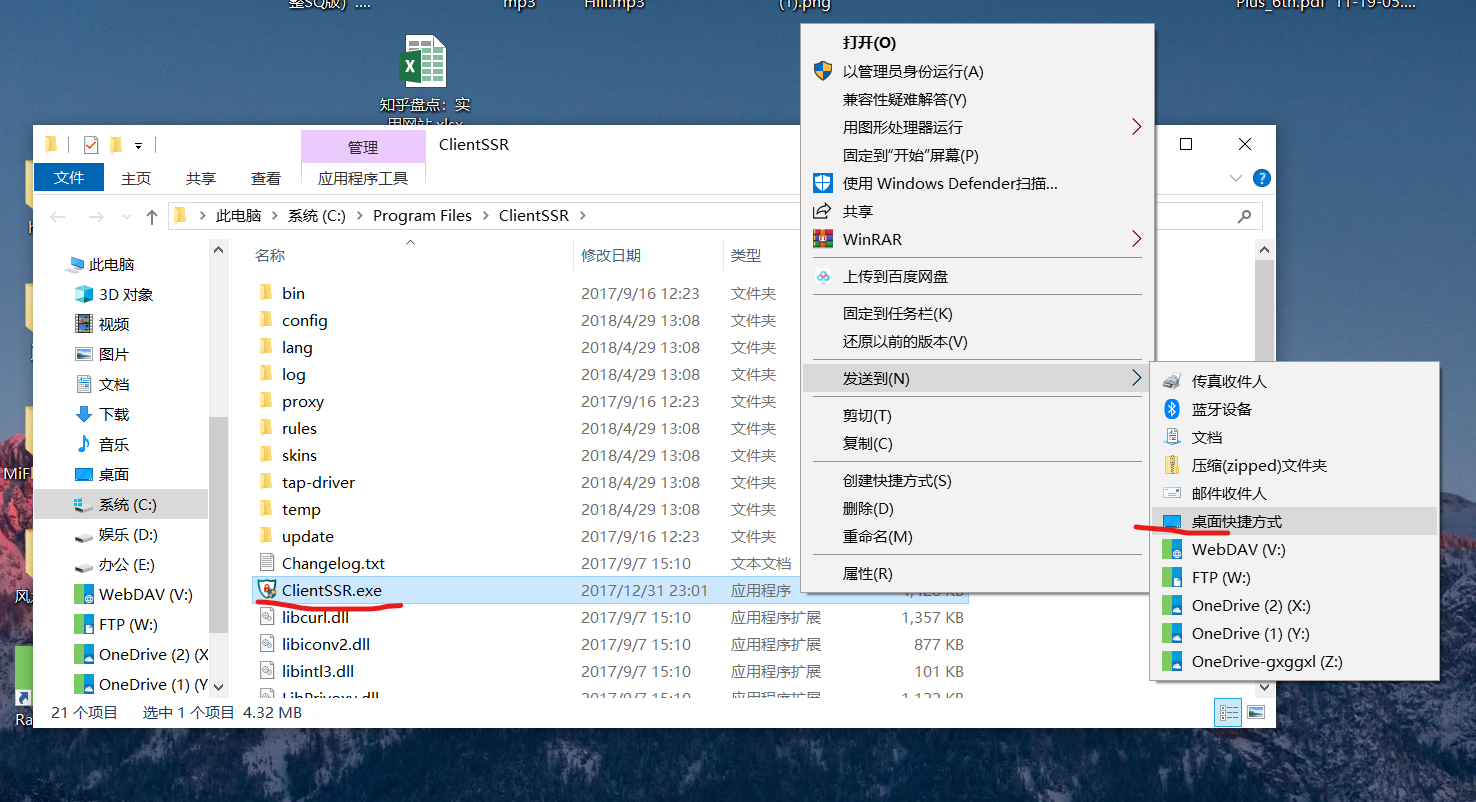 整SQ版) ....
mp3
Hill.mp3
(1).png
Plus_6th.pdf
11-19-05....
知乎盘点：实
用网站.xlsx
管理
ClientSSR
文件
主页
共享
查看
应用程序工具
此电脑 > 系统 (C:) > Program Files > ClientSSR >
此电脑
3D 对象
视频
图片
文档
下载
音乐
桌面
系统 (C:)
娱乐 (D:)
办公 (E:)
WebDAV (V:)
FTP (W:)
OneDrive (2) (X
OneDrive (1) (Y
名称 修改日期 类型
bin 2017/9/16 12:23 文件夹
config 2018/4/29 13:08 文件夹
lang 2018/4/29 13:08 文件夹
log 2018/4/29 13:08 文件夹
proxy 2017/9/16 12:23 文件夹
rules 2018/4/29 13:08 文件夹
skins 2018/4/29 13:08 文件夹
tap-driver 2018/4/29 13:08 文件夹
temp 2018/4/29 13:08 文件夹
update 2017/9/16 12:23 文件夹
Changelog.txt 2017/9/7 15:10 文本文档
ClientSSR.exe 2017/12/31 23:01 应用程序
libcurl.dll 2017/9/7 15:10 应用程序扩展 1,357 KB
libiconv2.dll 2017/9/7 15:10 应用程序扩展 877 KB
libintl3.dll 2017/9/7 15:10 应用程序扩展 101 KB
LibPrivoxy.dll 2017/9/7 15:10 应用程序扩展 1,122 KB
21 个项目 选中 1 个项目 4.32 MB
打开(O)
以管理员身份运行(A)
兼容性疑难解答(Y)
用图形处理器运行
固定到"开始"屏幕(P)
使用 Windows Defender扫描...
共享
WinRAR
上传到百度网盘
固定到任务栏(K)
还原以前的版本(V)
发送到(N)
剪切(T)
复制(C)
创建快捷方式(S)
删除(D)
重命名(M)
属性(R)
传真收件人
蓝牙设备
文档
压缩(zipped)文件夹
邮件收件人
桌面快捷方式
WebDAV (V:)
FTP (W:)
OneDrive (2) (X:)
OneDrive (1) (Y:)
OneDrive-gxggxl (Z:)
MiFl
Ra